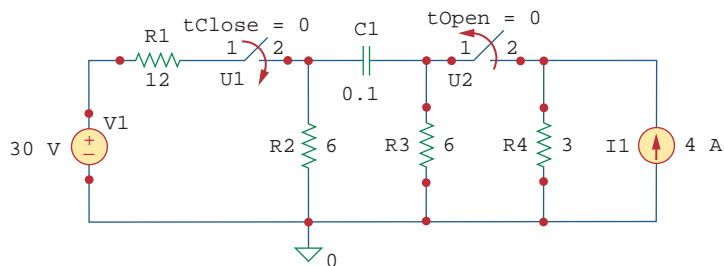 tClose = 0
C1
tOpen = 0
R1
1 2
1 2
12
U1
0.1
U2
V1
30 V
+
–
R2
6
R3
6
R4
3
I1
4 A
0